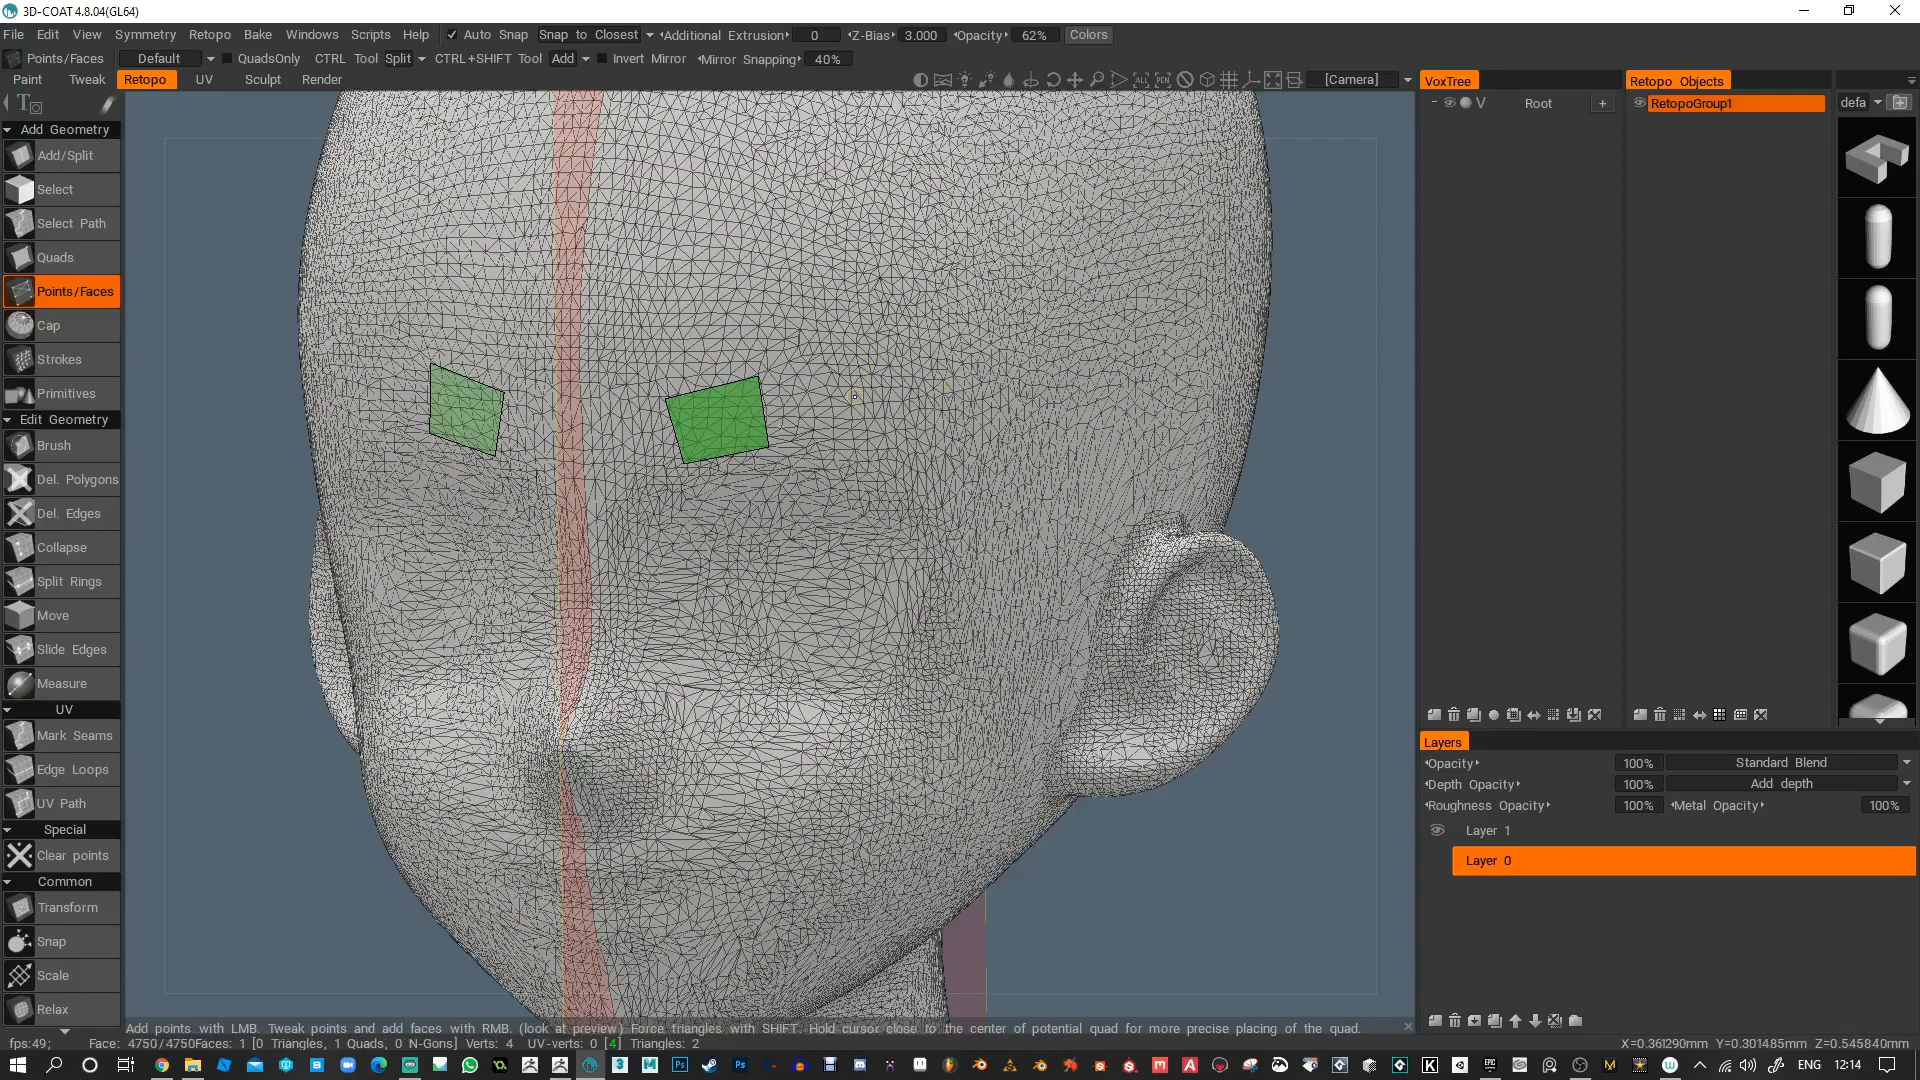 3D-COAT 4.8.04(GL64)
File Edit View Symmetry Retopo Bake Windows Scripts Help Auto Snap Snap to Closest Additional Extrusion 0 Z-Bias 3.000 Opacity 62% Colors
Points/Faces Default QuadsOnly CTRL Tool Split CTRL+SHIFT Tool Add Invert Mirror Mirror Snapping 40%
Paint Tweak Retopo UV Sculpt Render [Camera] VoxTree Retopo Objects
V Root + RetopoGroup1 defa
Add Geometry
Add/Split
Select
Select Path
Quads
Points/Faces
Cap
Strokes
Primitives
Edit Geometry
Brush
Del. Polygons
Del. Edges
Collapse
Split Rings
Move
Slide Edges
Measure
UV
Mark Seams
Edge Loops
UV Path
Special
Clear points
Common
Transform
Snap
Scale
Relax
Layers
Opacity 100% Standard Blend
Depth Opacity 100% Add depth
Roughness Opacity 100% Metal Opacity 100%
Layer 1
Layer 0
Add points with LMB. Tweak points and add faces with RMB. (look at preview) Force triangles with SHIFT. Hold cursor close to the center of potential quad for more precise placing of the quad.
fps:49; Face: 4750/4750Faces: 1 [0 Triangles, 1 Quads, 0 N-Gons] Verts: 4 UV-verts: 0 [4] Triangles: 2 X=0.361290mm Y=0.301485mm Z=0.545840mm
ENG 12:14